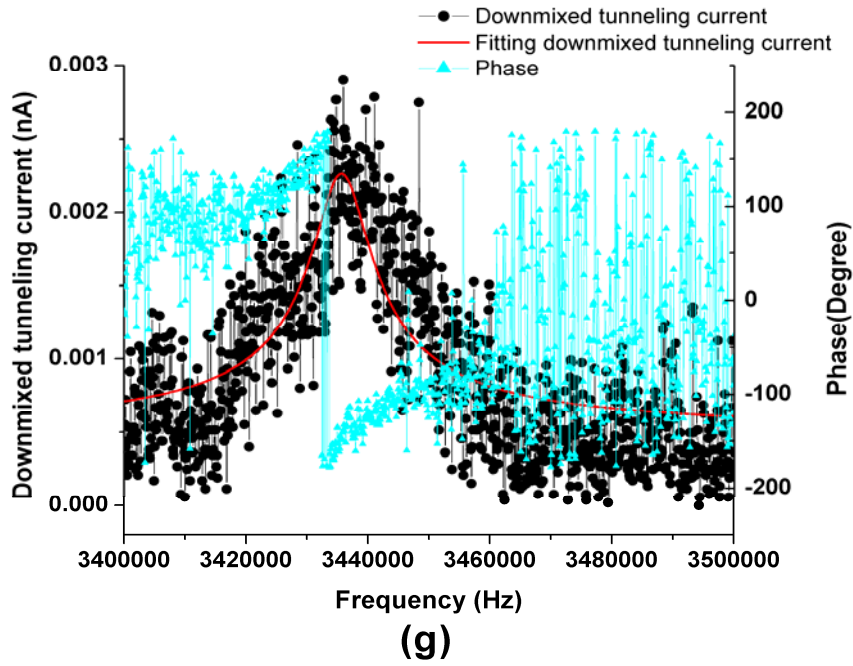 Downmixed tunneling current
Fitting downmixed tunneling current
Phase
Downmixed tunneling current (nA)
0.003
0.002
0.001
0.000
200
100
0
-100
-200
Phase(Degree)
3400000 3420000 3440000 3460000 3480000 3500000
Frequency (Hz)
(g)